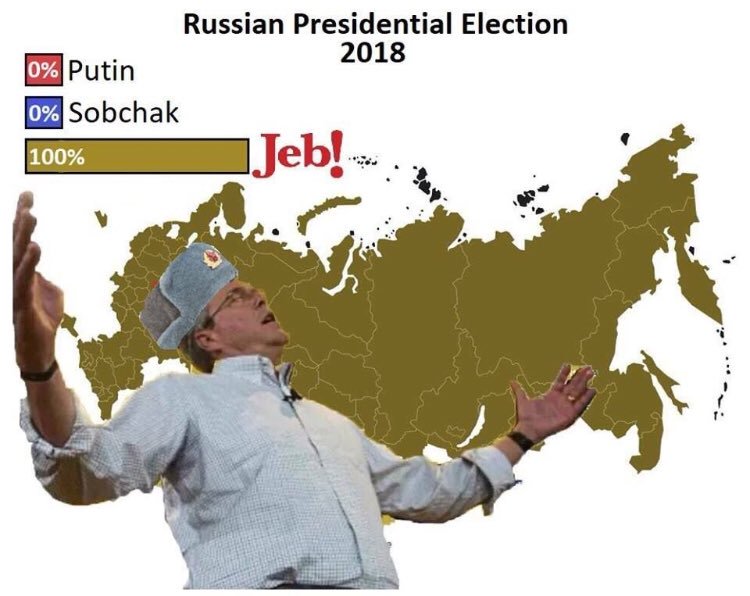 Russian Presidential Election
2018
0% Putin
0% Sobchak
100% Jeb!